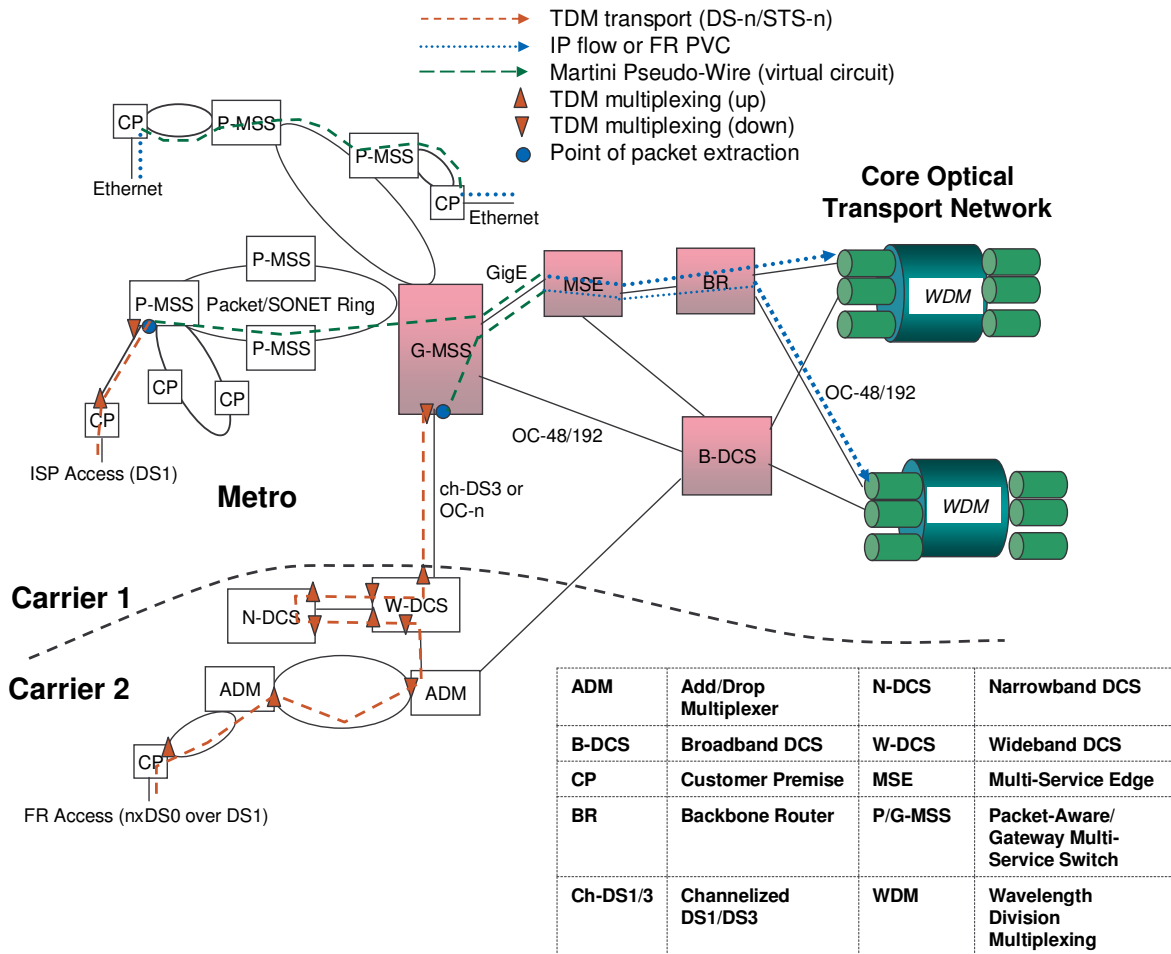 TDM transport (DS-n/STS-n)
IP flow or FR PVC
Martini Pseudo-Wire (virtual circuit)
TDM multiplexing (up)
TDM multiplexing (down)
Point of packet extraction
CP
P-MSS
P-MSS
Ethernet
CP
Ethernet
Core Optical
Transport Network
P-MSS
GigE
MSE
BR
WDM
P-MSS
Packet/SONET Ring
P-MSS
G-MSS
CP
CP
CP
OC-48/192
OC-48/192
B-DCS
ISP Access (DS1)
Metro
ch-DS3 or
OC-n
WDM
Carrier 1
N-DCS
W-DCS
Carrier 2
ADM
ADM
CP
FR Access (nxDS0 over DS1)
ADM
Add/Drop
Multiplexer
N-DCS
Narrowband DCS
B-DCS
Broadband DCS
W-DCS
Wideband DCS
CP
Customer Premise
MSE
Multi-Service Edge
BR
Backbone Router
P/G-MSS
Packet-Aware/
Gateway Multi-
Service Switch
Ch-DS1/3
Channelized
DS1/DS3
WDM
Wavelength
Division
Multiplexing